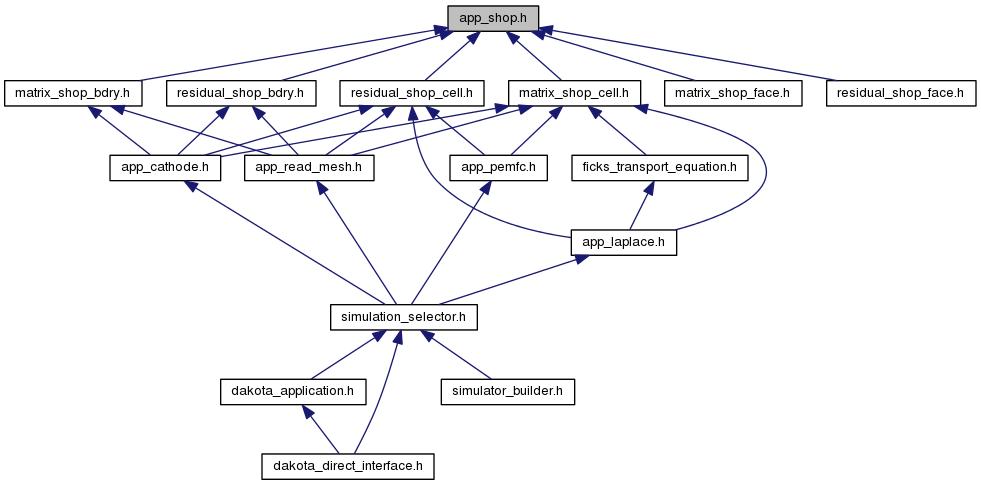 app_shop.h
matrix_shop_bdry.h
residual_shop_bdry.h
residual_shop_cell.h
matrix_shop_cell.h
matrix_shop_face.h
residual_shop_face.h
app_cathode.h
app_read_mesh.h
app_pemfc.h
ficks_transport_equation.h
app_laplace.h
simulation_selector.h
dakota_application.h
simulator_builder.h
dakota_direct_interface.h